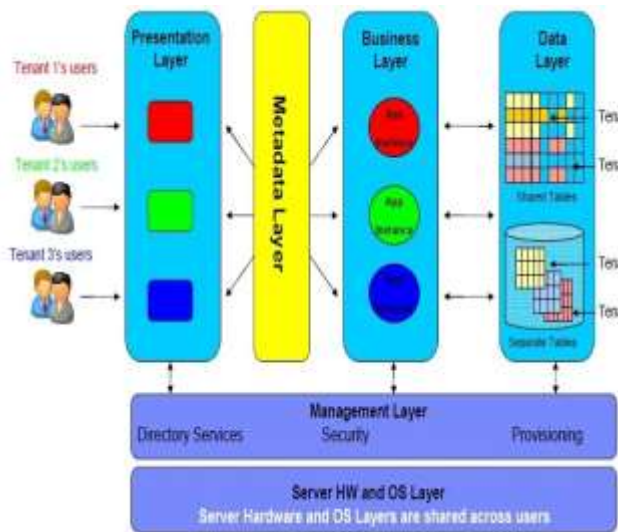 Presentation
Layer
Business
Layer
Data
Layer
Tenant 1's users
Tenant 2's users
Tenant 3's users
Metadata Layer
App
Instance
Shared Tables
Separate Tables
Management Layer
Directory Services
Security
Provisioning
Server HW and OS Layer
Server Hardware and OS Layers are shared across users